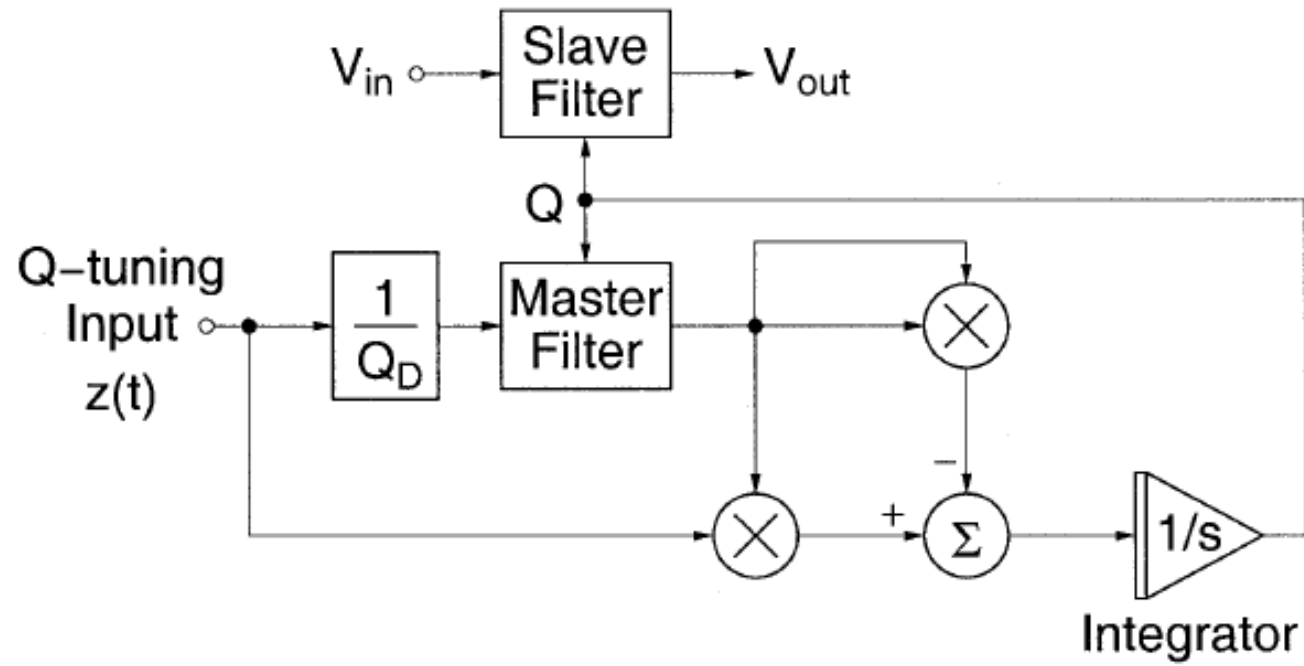 Slave
Filter
Vin
Vout
Q
Q-tuning
Input
z(t)
1
QD
Master
Filter
−
+
Σ
1/s
Integrator